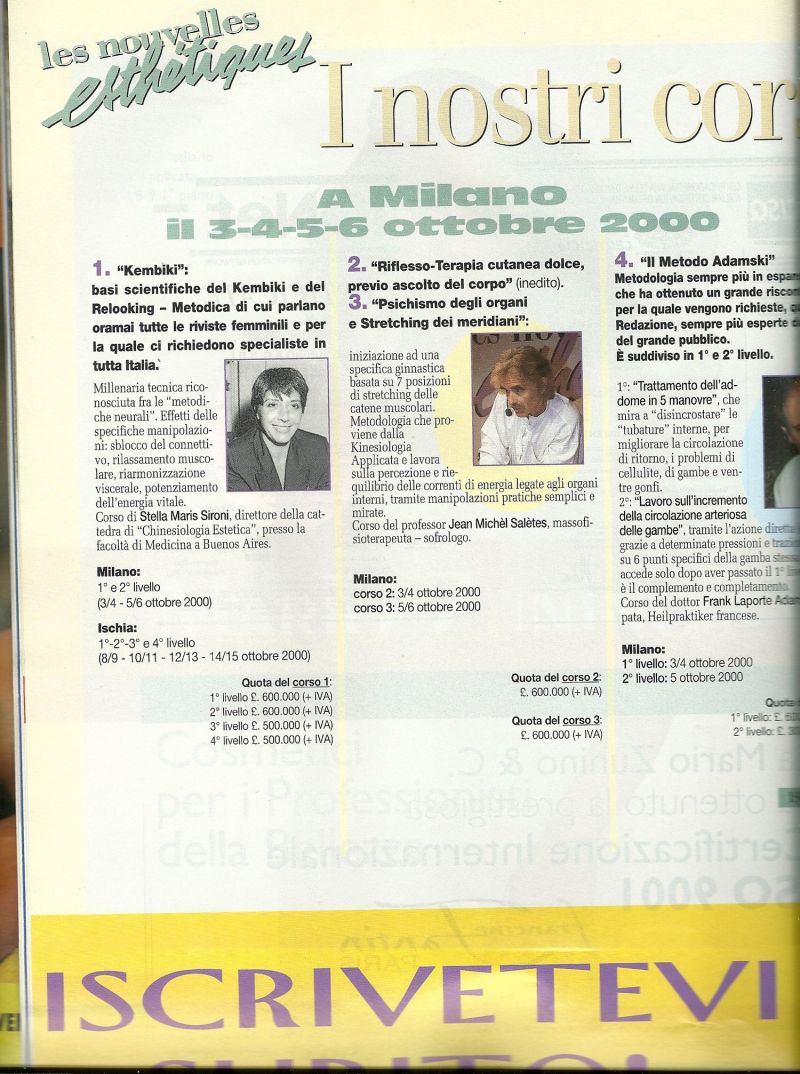 les nouvelles
esthétiques
I nostri cor
A Milano
il 3-4-5-6 ottobre 2000
1. “Kembiki”:
basi scientifiche del Kembiki e del
Relooking – Metodica di cui parlano
oramai tutte le riviste femminili e per
la quale ci richiedono specialiste in
tutta Italia.
Millenaria tecnica rico-
nosciuta fra le “metodi-
che neurali”. Effetti delle
specifiche manipolazio-
ni: sblocco del connetti-
vo, rilassamento musco-
lare, riarmonizzazione
viscerale, potenziamento
dell'energia vitale.
Corso di Stella Maris Sironi, direttore della cat-
tedra di “Chinesiologia Estetica”, presso la
facoltà di Medicina a Buenos Aires.
Milano:
1° e 2° livello
(3/4 - 5/6 ottobre 2000)
Ischia:
1°-2°-3° e 4° livello
(8/9 - 10/11 - 12/13 - 14/15 ottobre 2000)
Quota del corso 1:
1° livello £. 600.000 (+ IVA)
2° livello £. 600.000 (+ IVA)
3° livello £. 500.000 (+ IVA)
4° livello £. 500.000 (+ IVA)
2. “Riflesso-Terapia cutanea dolce,
previo ascolto del corpo” (inedito).
3. “Psichismo degli organi
e Stretching dei meridiani”:
iniziazione ad una
specifica ginnastica
basata su 7 posizioni
di stretching delle
catene muscolari.
Metodologia che pro-
viene dalla
Kinesiologia
Applicata e lavora
sulla percezione e rie-
quilibrio delle correnti di energia legate agli organi
interni, tramite manipolazioni pratiche semplici e
mirate.
Corso del professor Jean Michèl Salètes, massofi-
sioterapeuta – sofrologo.
Milano:
corso 2: 3/4 ottobre 2000
corso 3: 5/6 ottobre 2000
Quota del corso 2:
£. 600.000 (+ IVA)
Quota del corso 3:
£. 600.000 (+ IVA)
4. “Il Metodo Adamski”
Metodologia sempre più in espan
che ha ottenuto un grande riscon
per la quale vengono richieste,
Redazione, sempre più esperte
del grande pubblico.
È suddiviso in 1° e 2° livello.
1°: “Trattamento dell'ad-
dome in 5 manovre”, che
mira a “disincrostare” le
“tubature” interne, per
migliorare la circolazione
di ritorno, i problemi di
cellulite, di gambe e ven-
tre gonfi.
2°: “Lavoro sull'incremento
della circolazione arteriosa
delle gambe”, tramite l'azione diretta
grazie a determinate pressioni e trazio
su 6 punti specifici della gamba stessa
accede solo dopo aver passato il 1° liv
è il complemento e completamento.
Corso del dottor Frank Laporte Adam
pata, Heilpraktiker francese.
Milano:
1° livello: 3/4 ottobre 2000
2° livello: 5 ottobre 2000
Quota
1° livello: £. 600
2° livello: £. 30
ISCRIVETEVI
SUBITO!